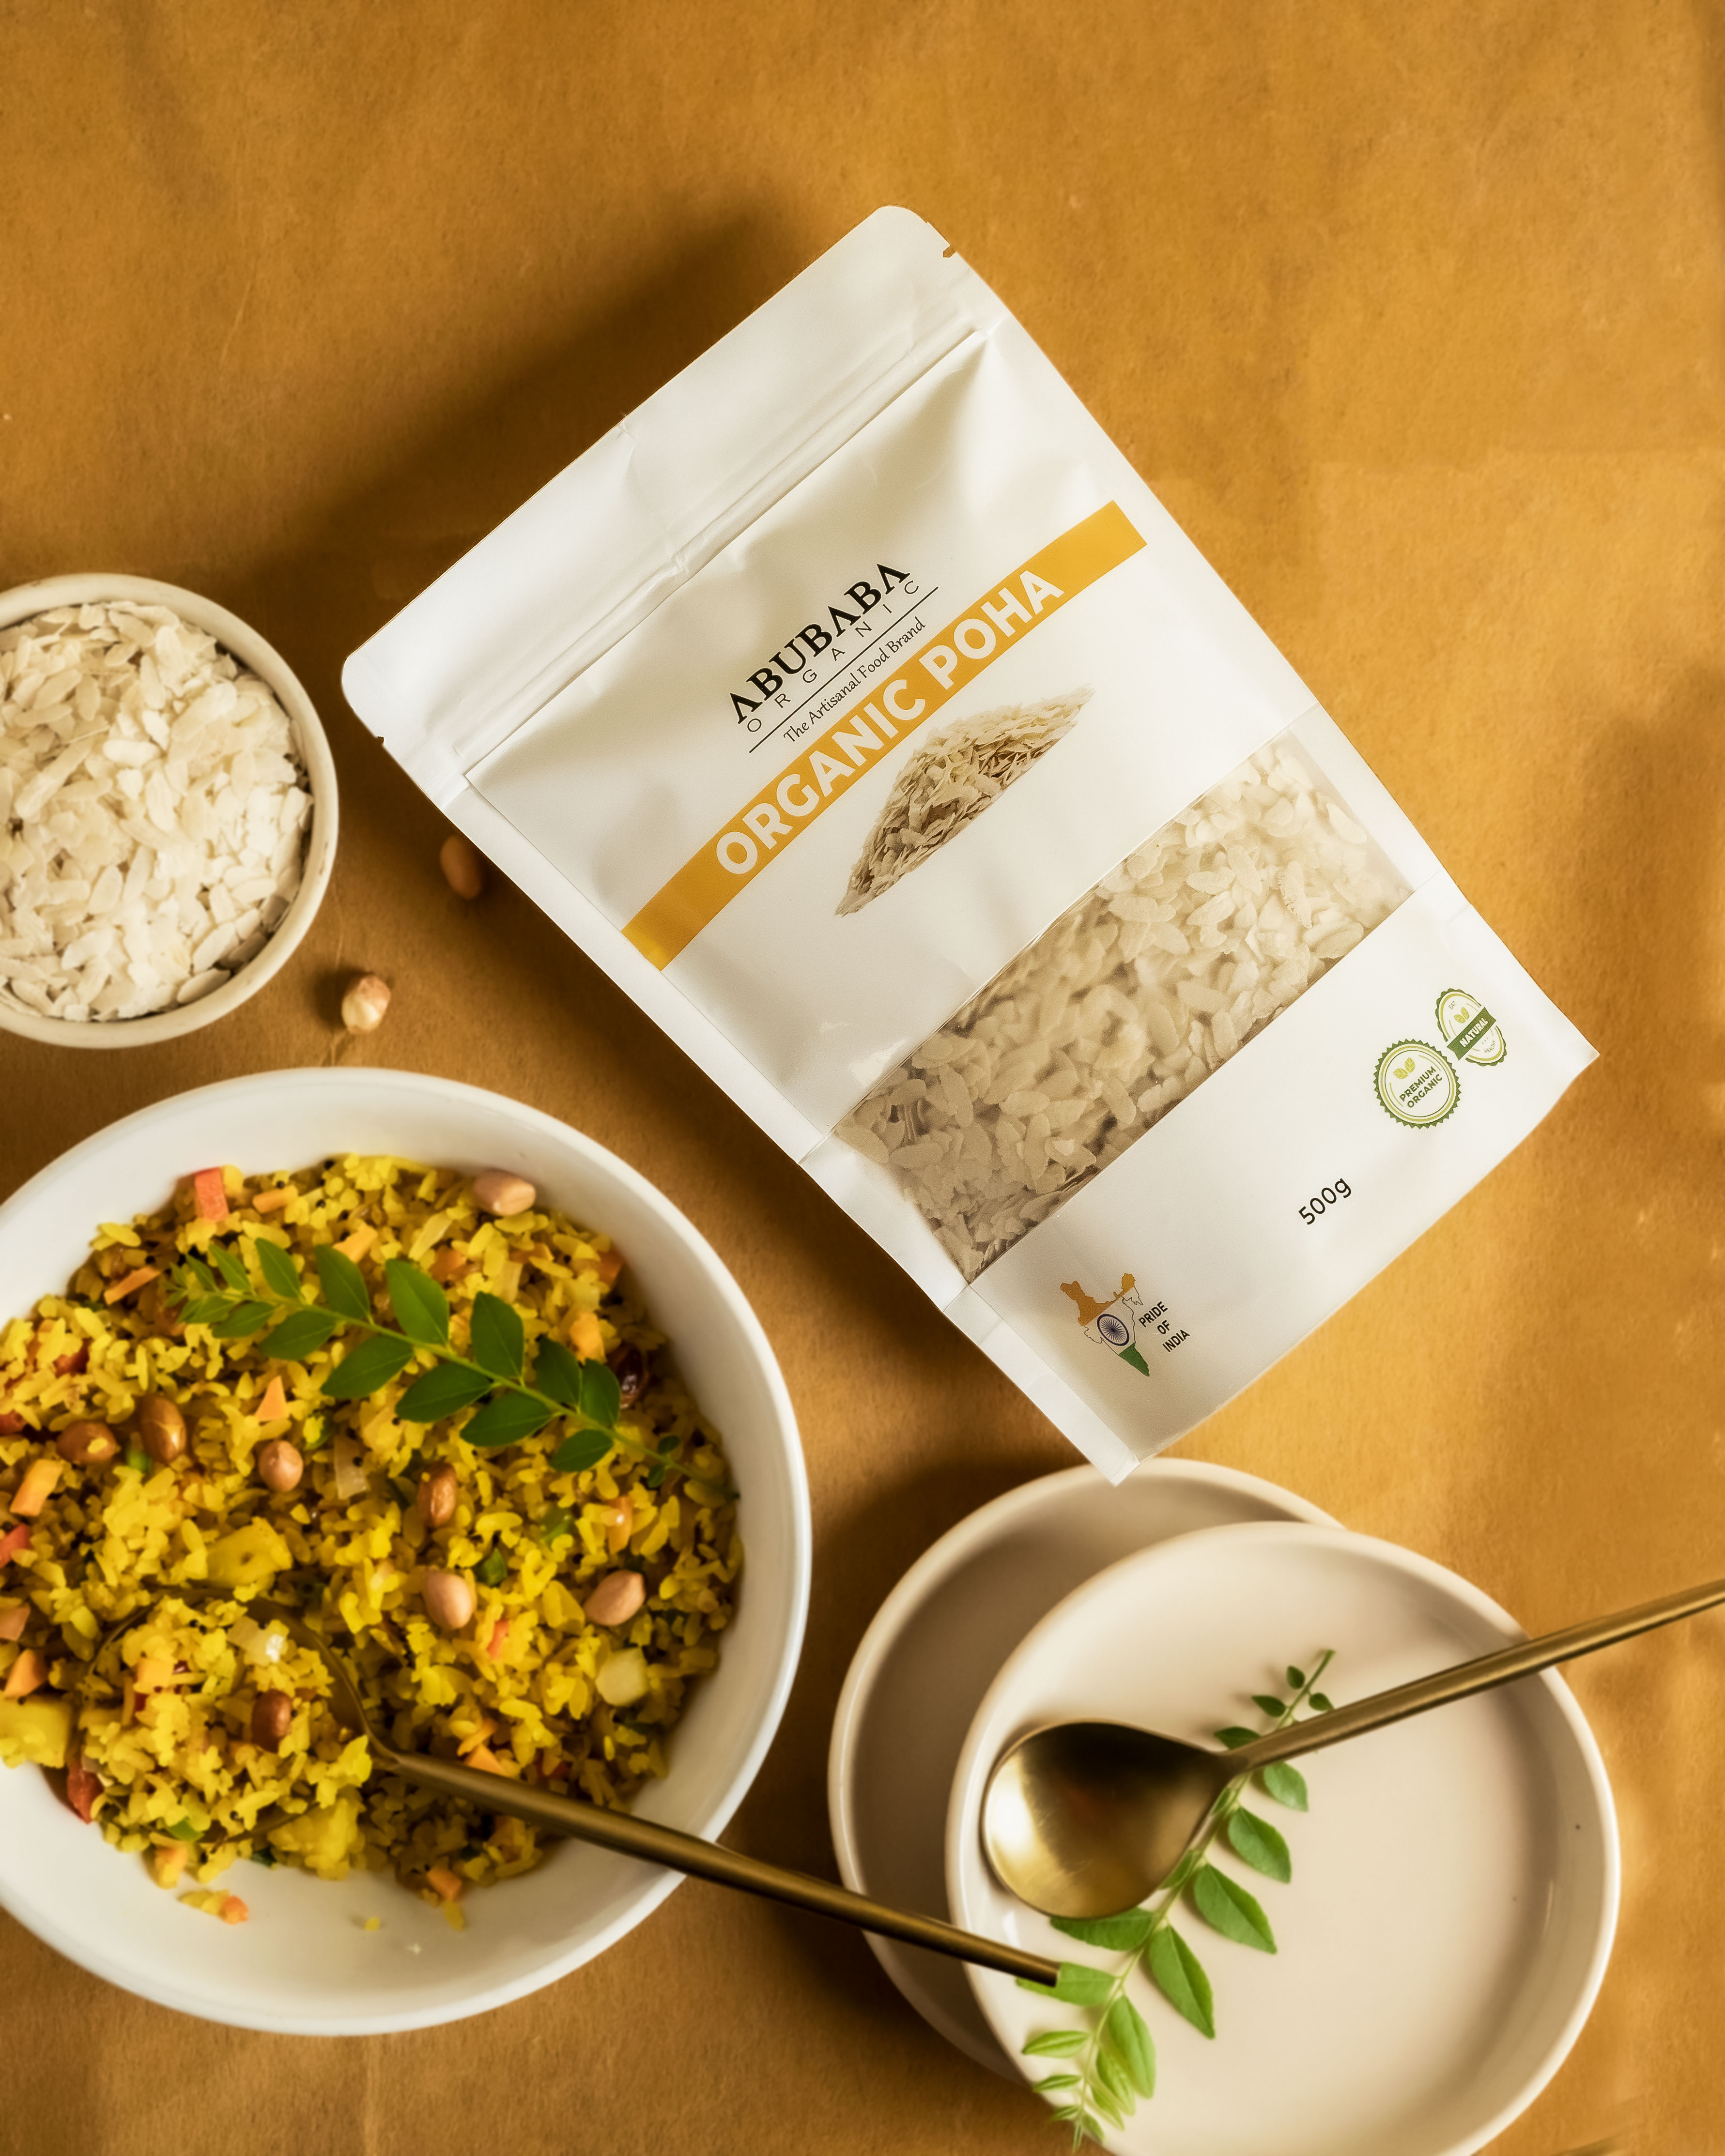 ABUBABA
ORGANIC
The Artisanal Food Brand
ORGANIC POHA
NATURAL
PREMIUM
ORGANIC
500g
PRIDE
OF
INDIA